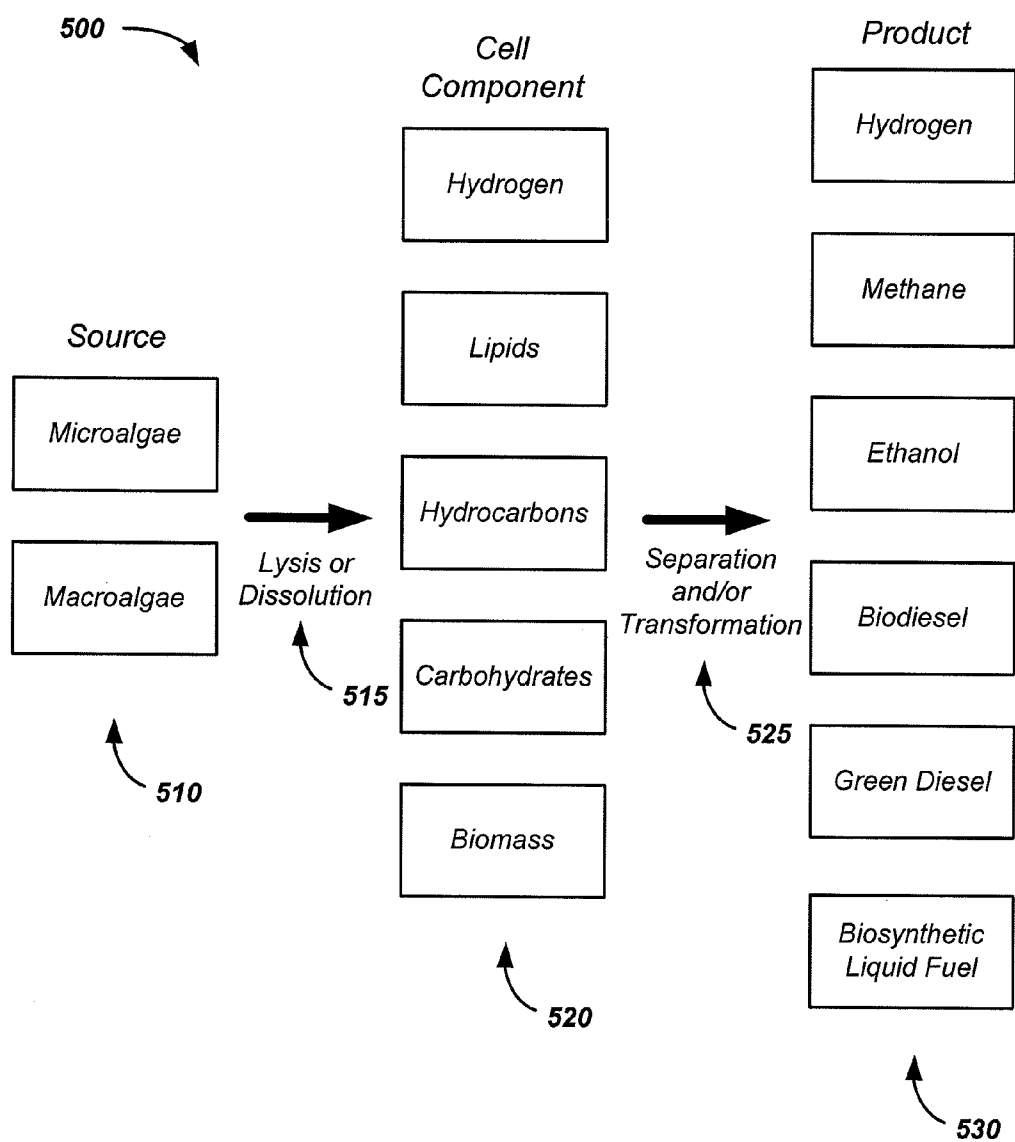 500
Source
Microalgae
Macroalgae
510
Lysis or
Dissolution
515
Cell
Component
Hydrogen
Lipids
Hydrocarbons
Carbohydrates
Biomass
520
Separation
and/or
Transformation
525
Product
Hydrogen
Methane
Ethanol
Biodiesel
Green Diesel
Biosynthetic
Liquid Fuel
530